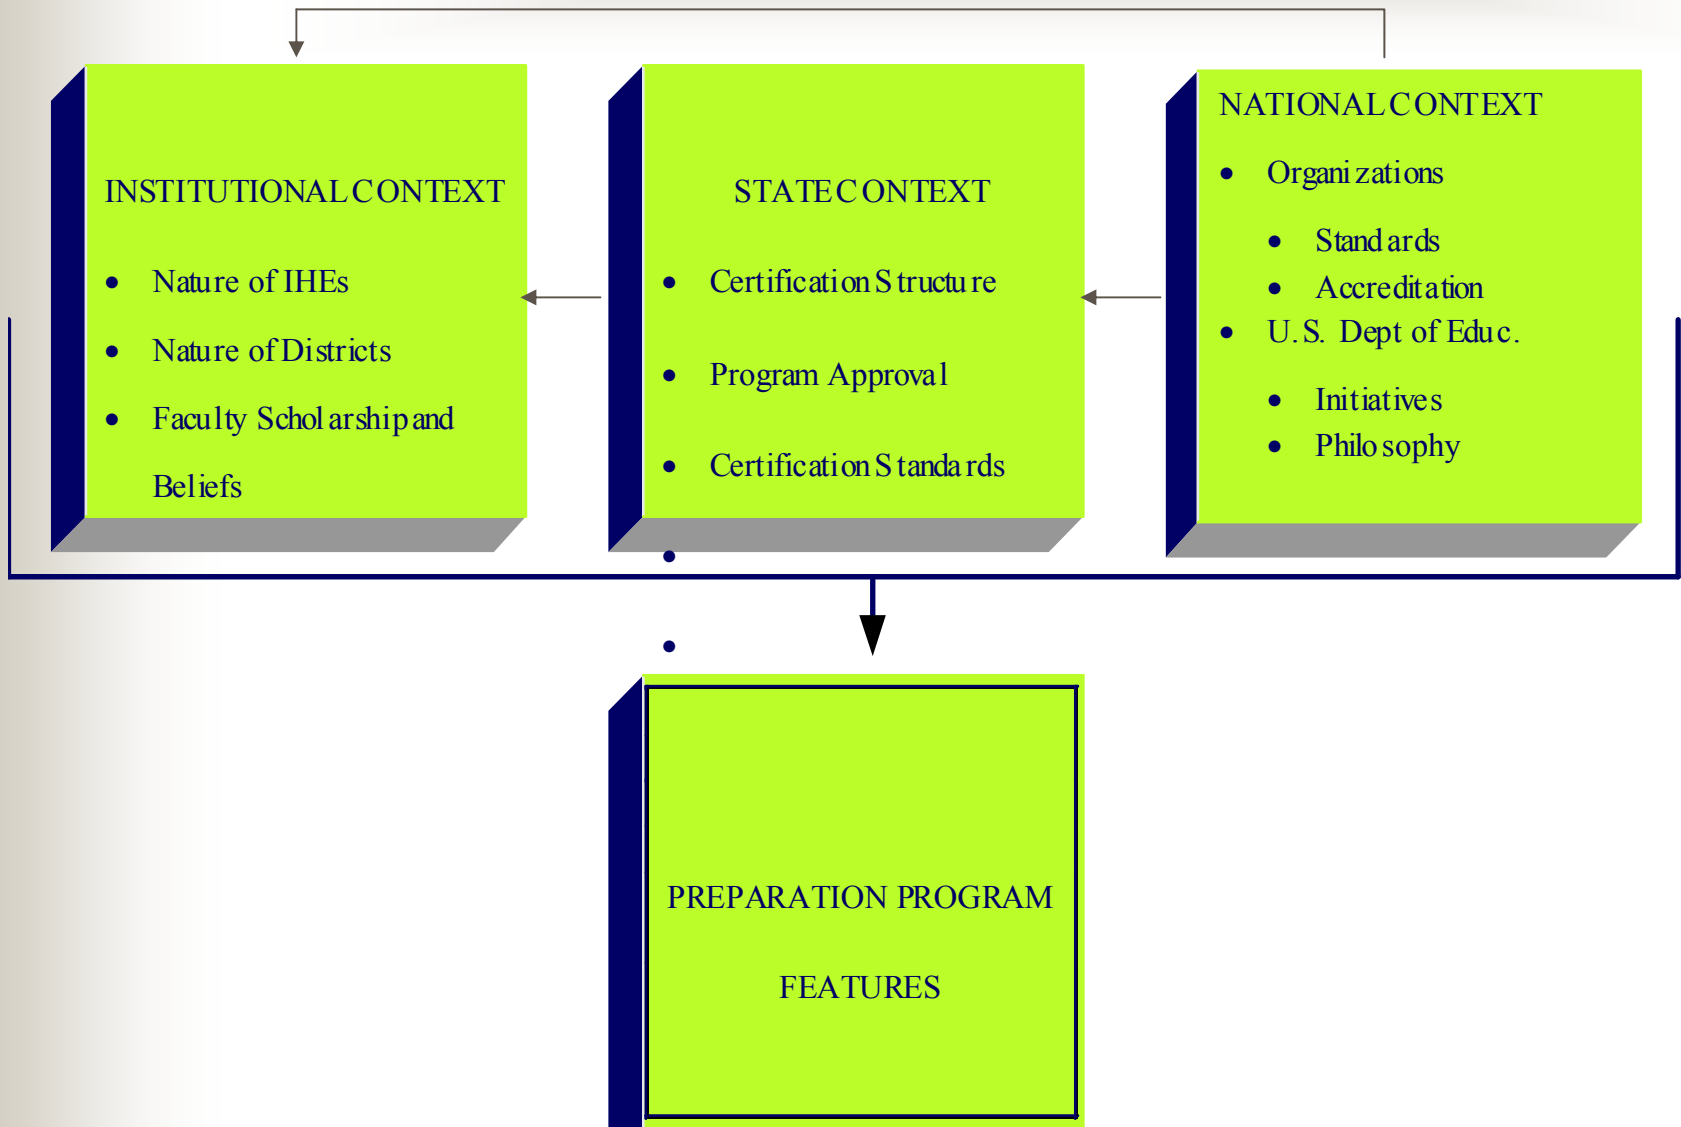 INSTITUTIONAL CONTEXT
• Nature of IHEs
• Nature of Districts
• Faculty Scholarship and
Beliefs
STATE CONTEXT
• Certification Structure
• Program Approval
• Certification Standards
•
•
NATIONAL CONTEXT
• Organizations
• Standards
• Accreditation
• U.S. Dept of Educ.
• Initiatives
• Philosophy
PREPARATION PROGRAM
FEATURES